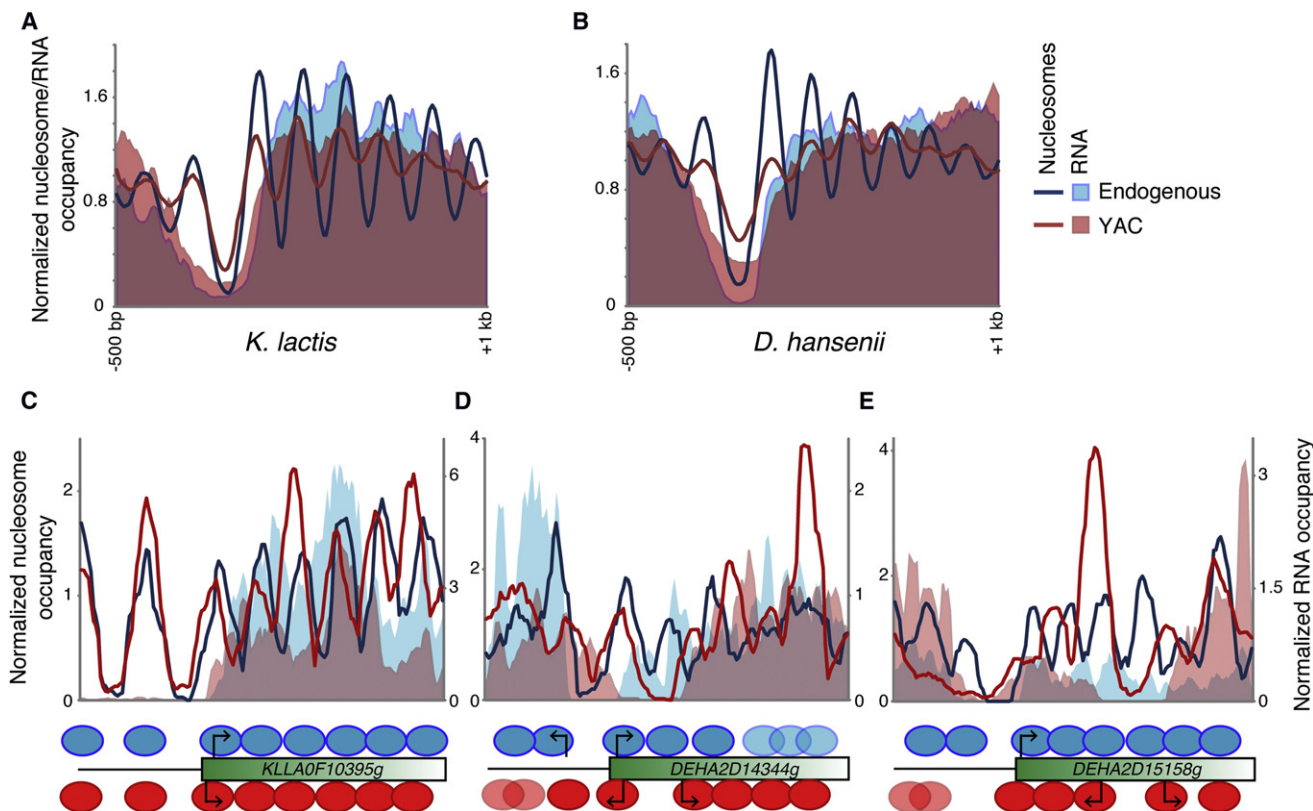 A
B
Normalized nucleosome/RNA
occupancy
1.6
0.8
0
-500 bp
+1 kb
K. lactis
1.6
0.8
0
-500 bp
+1 kb
D. hansenii
Nucleosomes
RNA
Endogenous
YAC
C
D
E
Normalized nucleosome
occupancy
2
1
0
6
3
0
4
2
0
2
1
0
4
2
0
3
1.5
0
Normalized RNA occupancy
KLLA0F10395g
DEHA2D14344g
DEHA2D15158g